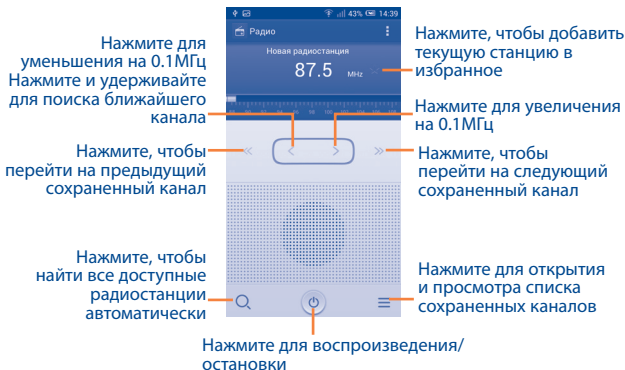 43% 14:39
Радио
Новая радиостанция
87.5 MHz
Нажмите для
уменьшения на 0.1МГц
Нажмите и удерживайте
для поиска ближайшего
канала
Нажмите, чтобы
перейти на предыдущий
сохраненный канал
Нажмите, чтобы
найти все доступные
радиостанции
автоматически
Нажмите, чтобы добавить
текущую станцию в
избранное
Нажмите для увеличения
на 0.1МГц
Нажмите, чтобы
перейти на следующий
сохраненный канал
Нажмите для открытия
и просмотра списка
сохраненных каналов
Нажмите для воспроизведения/
остановки